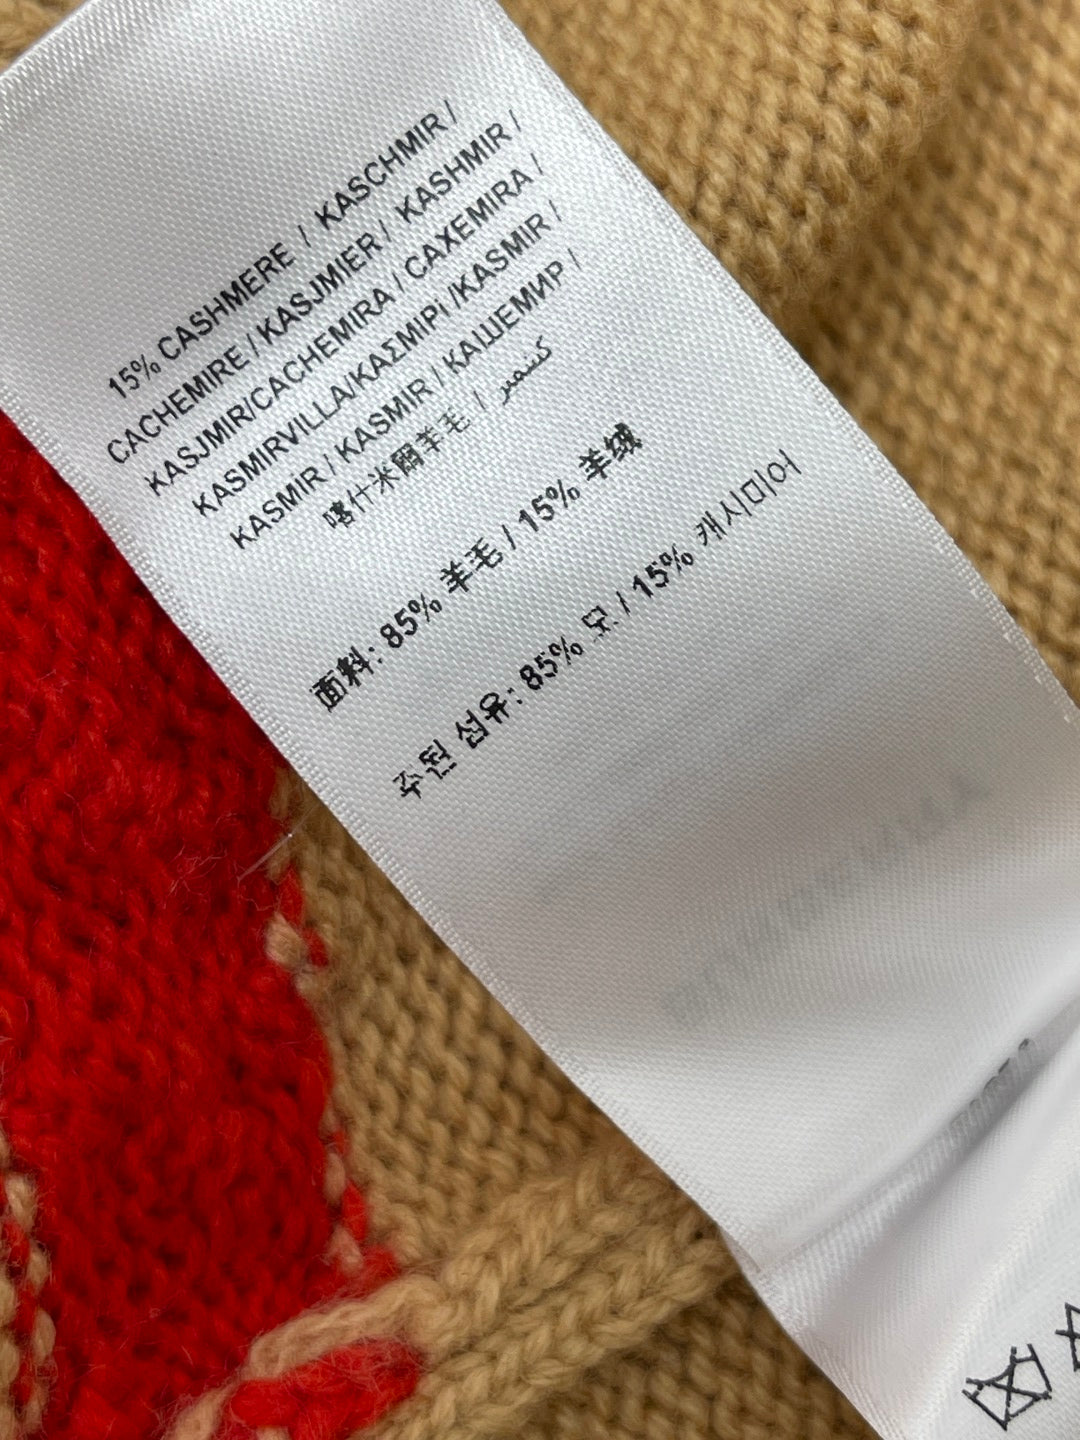 15% CASHMERE / KASCHMIR /
CACHEMIRE / KASJMIER / KASHMIR /
KASJMIR/CACHEMIRA / CAXEMIRA /
KASMIRVILLA/ΚΑΣΜΙΡi /KASMIR /
KASMİR / KASMIR / КАШЕМИР /
喀什米爾羊毛 / كشمير
面料: 85% 羊毛 / 15% 羊绒
주된 섬유: 85% 모 / 15% 캐시미어